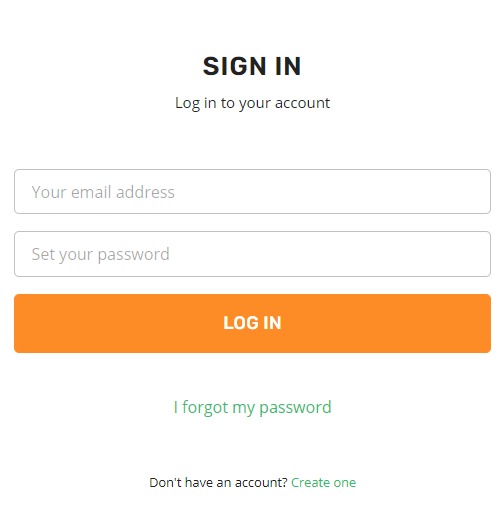 SIGN IN
Log in to your account
Your email address
Set your password
LOG IN
I forgot my password
Don't have an account? Create one